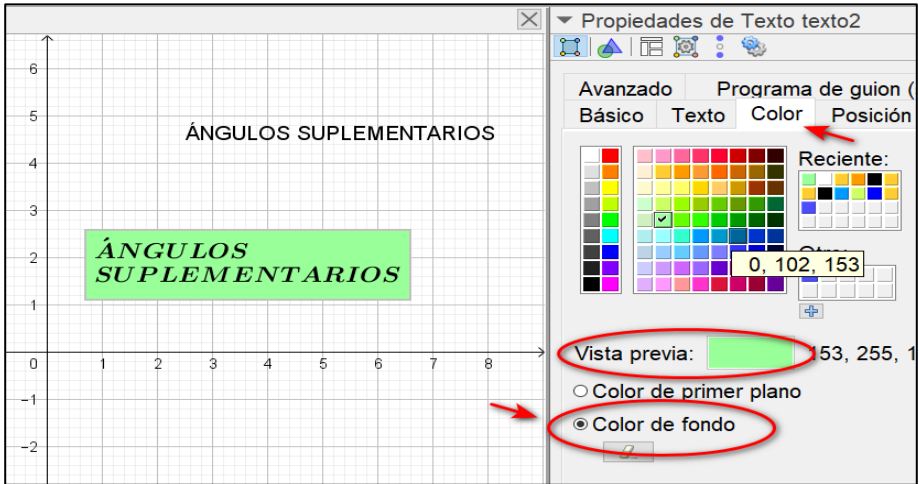 Propiedades de Texto texto2
Avanzado Programa de guion (
Básico Texto Color Posición
Reciente:
0, 102, 153
Vista previa: 153, 255, 1
Color de primer plano
Color de fondo
6
5
4
3
2
1
0 1 2 3 4 5 6 7 8
−1
−2
ÁNGULOS SUPLEMENTARIOS
ÁNGULOS
SUPLEMENTARIOS